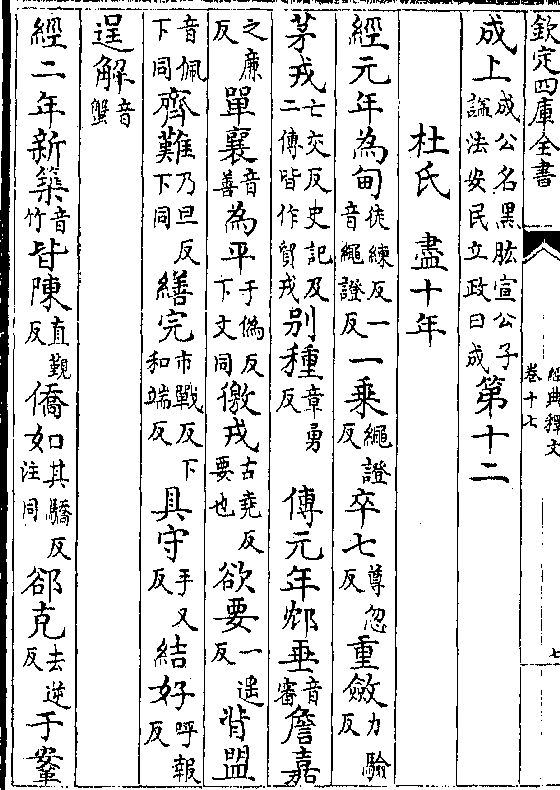 欽定四庫全書
經典釋文
卷十七
七
成上成公名黑肱宣公子諡法安民立政曰成第十二
杜氏　盡十年
經元年為甸徒練反一音繩證反一乘繩證反卒七尊忽反重斂力驗反
茅戎七交反史記及二傳皆作貿戎別種章勇反　傳元年邥垂音審詹嘉
之廉反單襄音善為平于偽反下文同徼戎古堯反要也欲要一遥反背盟
音佩下同齊難乃旦反下同繕完市戰反下和端反具守手又反結好呼報反
逞解音蟹
經二年新築音竹皆陳直覲反僑如其驕反注同郤克去逆反于鞌